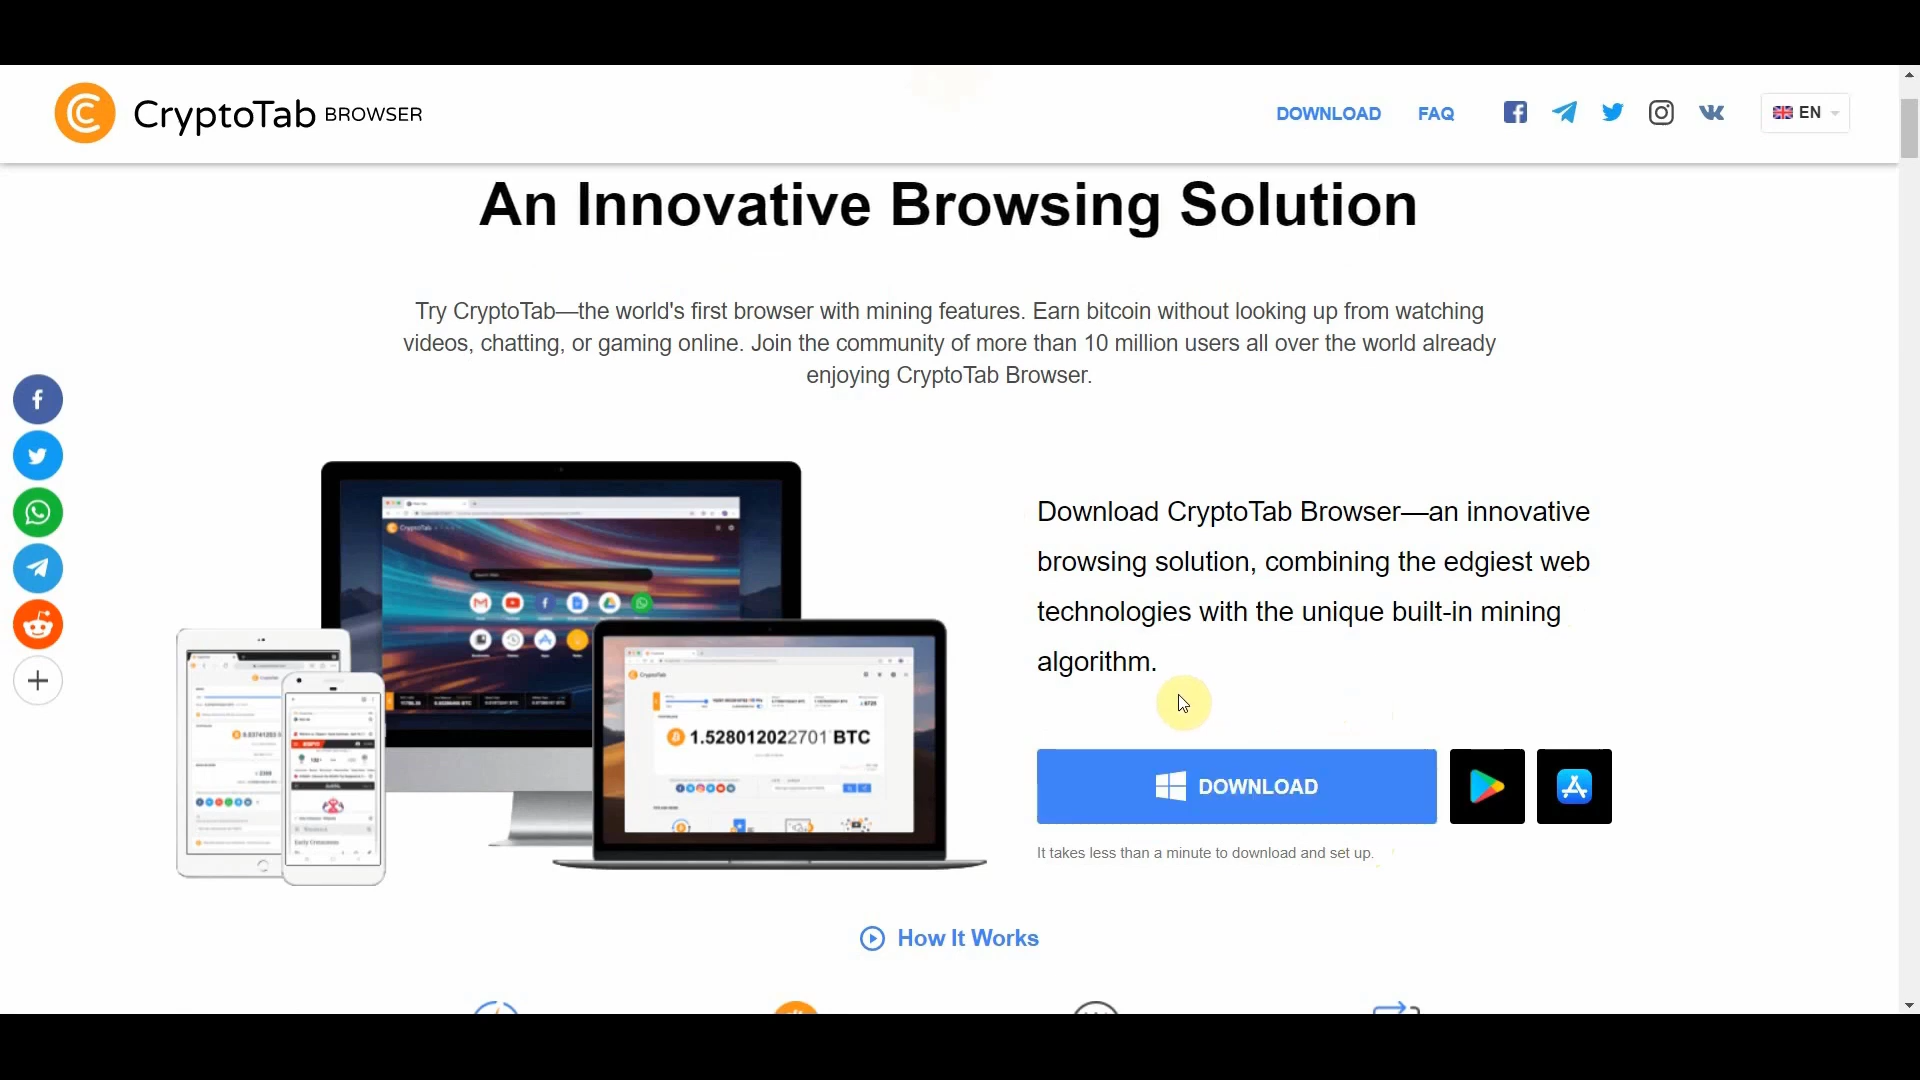 CryptoTab BROWSER
DOWNLOAD
FAQ
EN
An Innovative Browsing Solution
Try CryptoTab—the world's first browser with mining features. Earn bitcoin without looking up from watching
videos, chatting, or gaming online. Join the community of more than 10 million users all over the world already
enjoying CryptoTab Browser.
CryptoTab
CryptoTab
1.528012022701 BTC
Download CryptoTab Browser—an innovative
browsing solution, combining the edgiest web
technologies with the unique built-in mining
algorithm.
DOWNLOAD
It takes less than a minute to download and set up.
How It Works